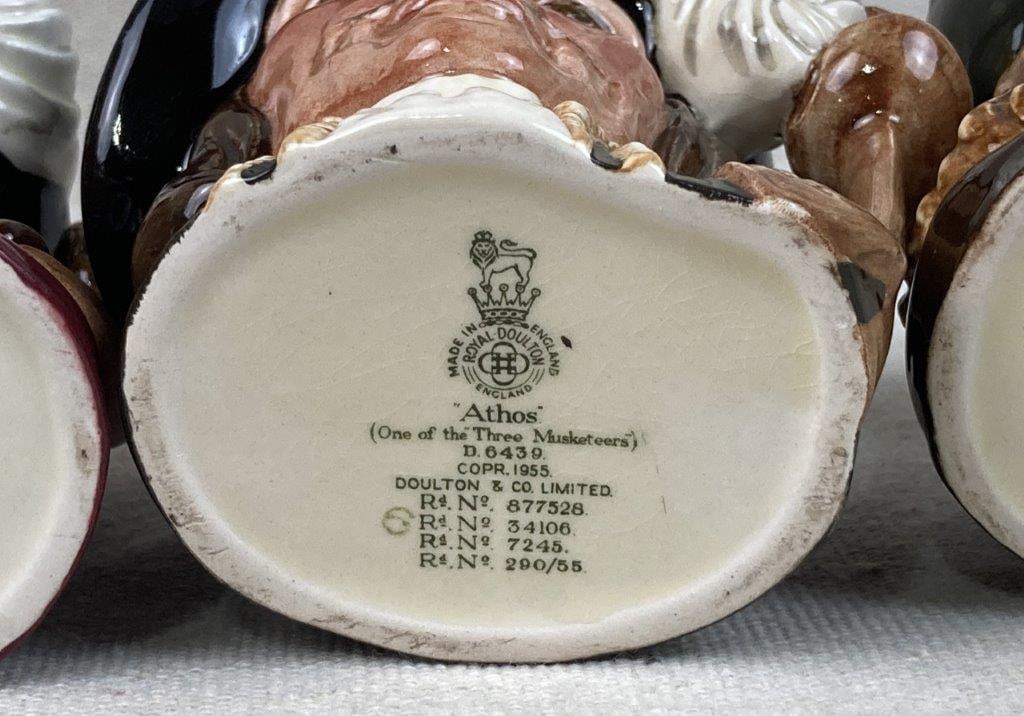 MADE IN ENGLAND
ROYAL DOULTON
ENGLAND
"Athos"
(One of the "Three Musketeers")
D. 6439.
COPR. 1955.
DOULTON & CO. LIMITED.
Rd. No. 877528.
Rd. No. 34106.
Rd. No. 7245.
Rd. No. 290/55.